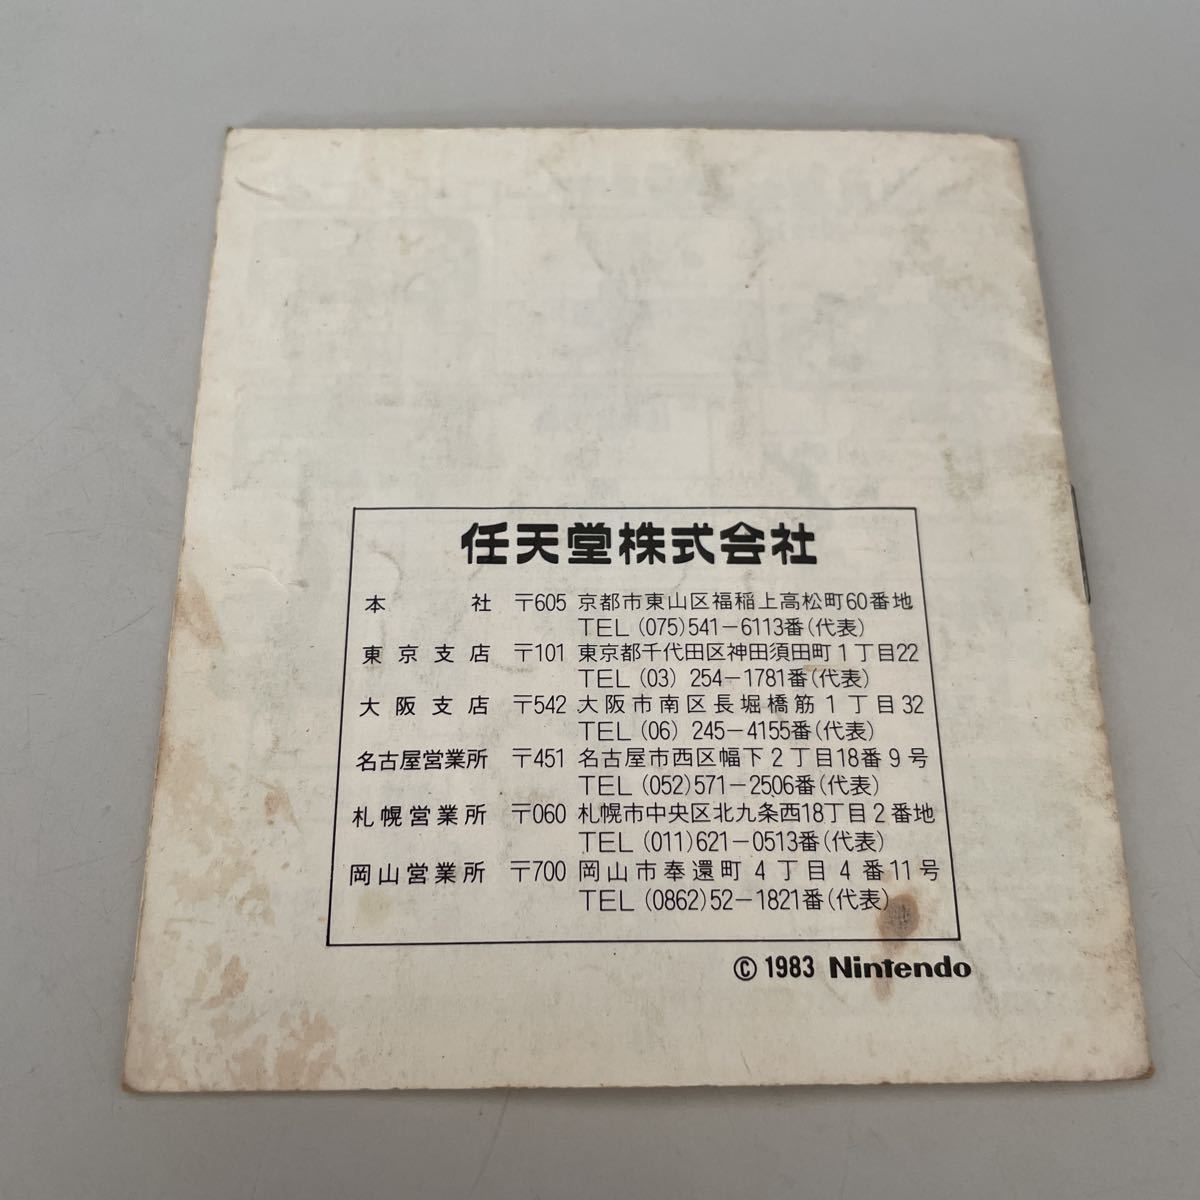 任天堂株式会社
本社 〒605 京都市東山区福稲上高松町60番地
TEL (075)541-6113番(代表)
東京支店 〒101 東京都千代田区神田須田町1丁目22
TEL (03) 254-1781番(代表)
大阪支店 〒542 大阪市南区長堀橋筋1丁目32
TEL (06) 245-4155番(代表)
名古屋営業所 〒451 名古屋市西区幅下2丁目18番9号
TEL (052)571-2506番(代表)
札幌営業所 〒060 札幌市中央区北九条西18丁目2番地
TEL (011)621-0513番(代表)
岡山営業所 〒700 岡山市奉還町4丁目4番11号
TEL (0862)52-1821番(代表)
© 1983 Nintendo